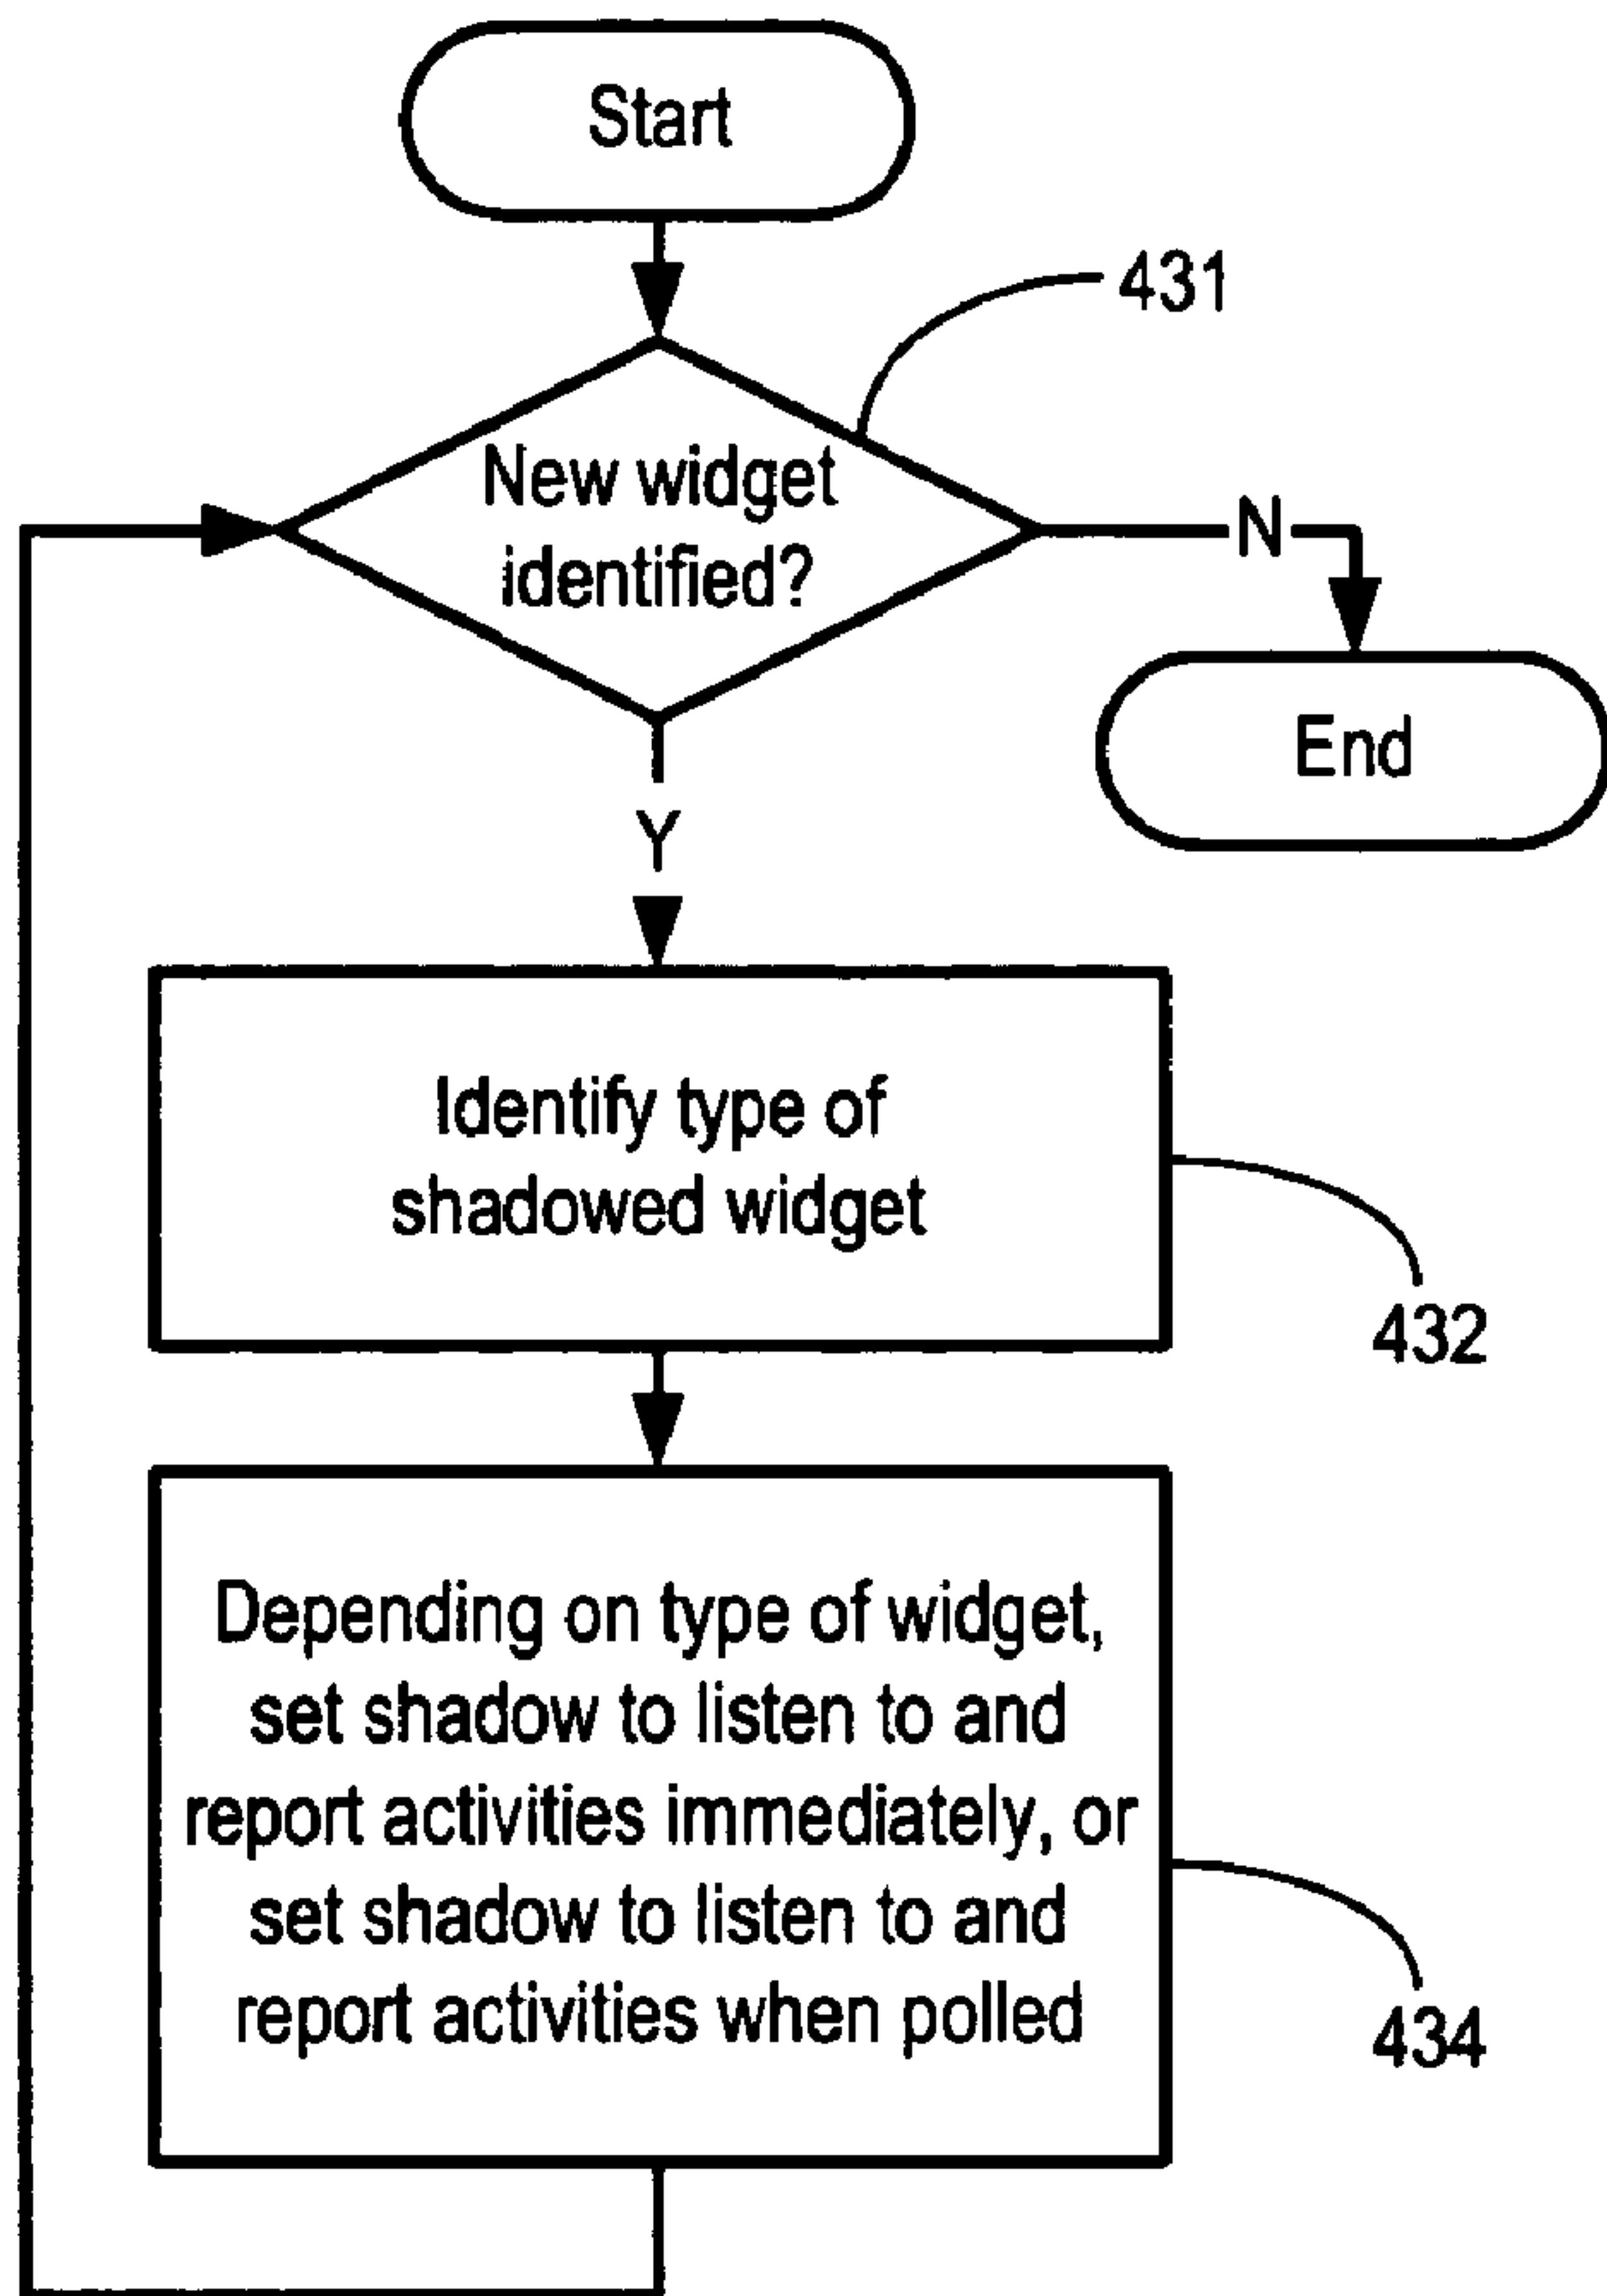 Start
431
New widget
identified?
N
End
Y
Identify type of
shadowed widget
432
Depending on type of widget,
set shadow to listen to and
report activities immediately, or
set shadow to listen to and
report activities when polled
434